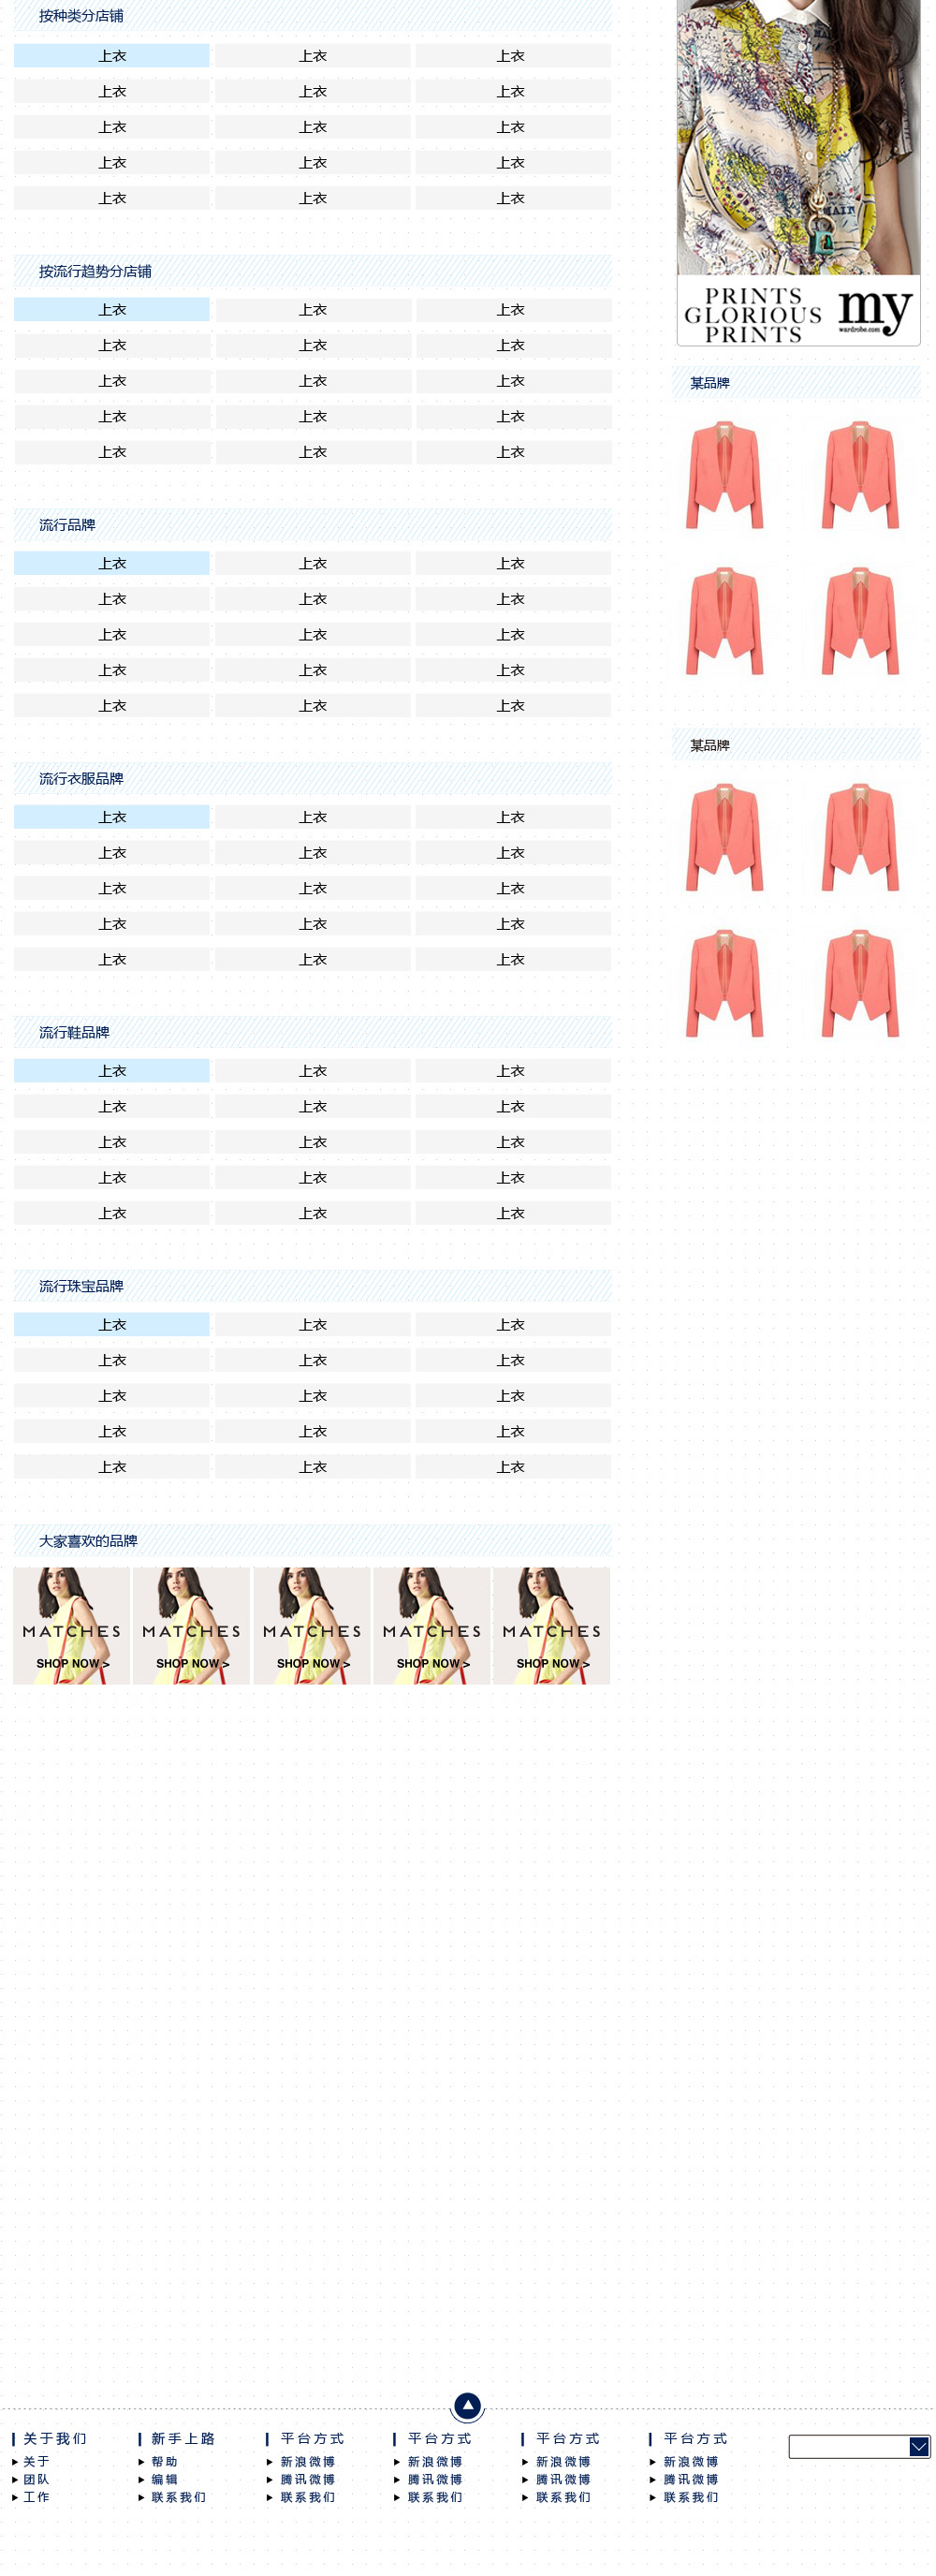 按种类分店铺
上衣 上衣 上衣
上衣 上衣 上衣
上衣 上衣 上衣
上衣 上衣 上衣
上衣 上衣 上衣
按流行趋势分店铺
上衣 上衣 上衣
上衣 上衣 上衣
上衣 上衣 上衣
上衣 上衣 上衣
上衣 上衣 上衣
流行品牌
上衣 上衣 上衣
上衣 上衣 上衣
上衣 上衣 上衣
上衣 上衣 上衣
上衣 上衣 上衣
流行衣服品牌
上衣 上衣 上衣
上衣 上衣 上衣
上衣 上衣 上衣
上衣 上衣 上衣
上衣 上衣 上衣
流行鞋品牌
上衣 上衣 上衣
上衣 上衣 上衣
上衣 上衣 上衣
上衣 上衣 上衣
上衣 上衣 上衣
流行珠宝品牌
上衣 上衣 上衣
上衣 上衣 上衣
上衣 上衣 上衣
上衣 上衣 上衣
上衣 上衣 上衣
大家喜欢的品牌
MATCHES MATCHES MATCHES MATCHES MATCHES
SHOP NOW > SHOP NOW > SHOP NOW > SHOP NOW > SHOP NOW >
MAIN
PRINTS
GLORIOUS
PRINTS
my
wardrobe.com
某品牌
某品牌
关于我们 新手上路 平台方式 平台方式 平台方式 平台方式
关于 帮助 新浪微博 新浪微博 新浪微博 新浪微博
团队 编辑 腾讯微博 腾讯微博 腾讯微博 腾讯微博
工作 联系我们 联系我们 联系我们 联系我们 联系我们